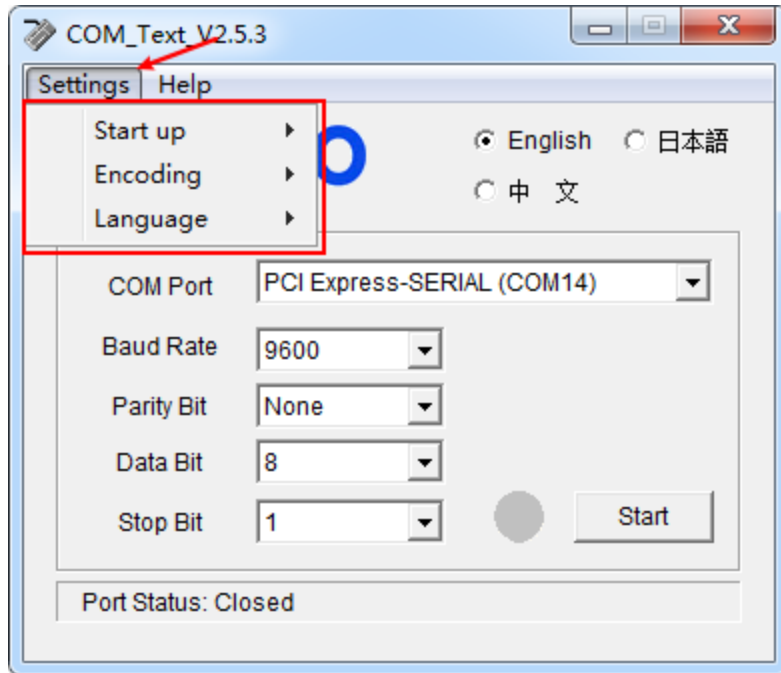 COM_Text_V2.5.3
Settings Help
Start up
Encoding
Language
English 日本語
中 文
COM Port PCI Express-SERIAL (COM14)
Baud Rate 9600
Parity Bit None
Data Bit 8
Stop Bit 1
Start
Port Status: Closed